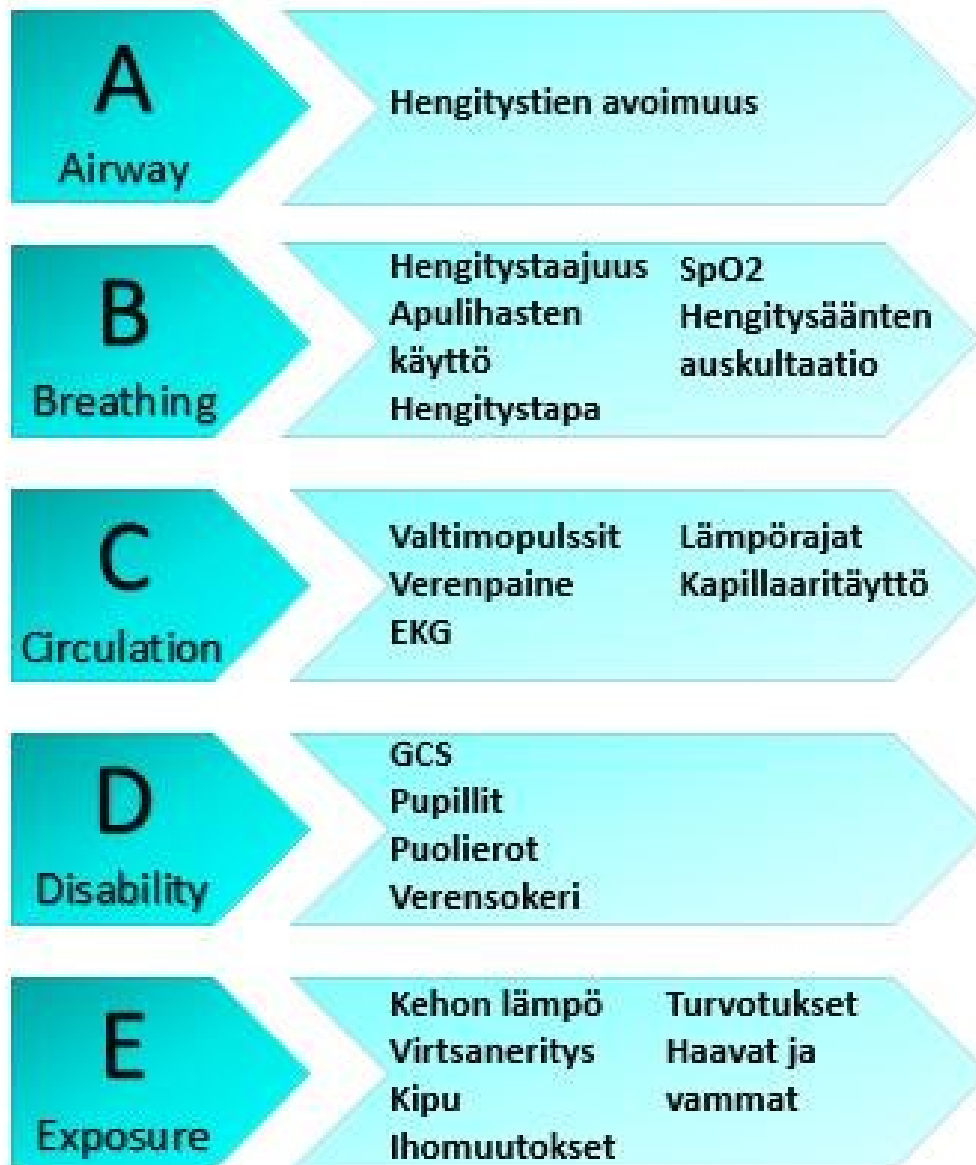 A
Airway
Hengitystien avoimuus
B
Breathing
Hengitystaajuus
Apulihasten
käyttö
Hengitystapa
SpO2
Hengitysäänten
auskultaatio
C
Circulation
Valtimopulssit
Verenpaine
EKG
Lämpörajat
Kapillaaritäyttö
D
Disability
GCS
Pupillit
Puolierot
Verensokeri
E
Exposure
Kehon lämpö
Virtsaneritys
Kipu
Ihomuutokset
Turvotukset
Haavat ja
vammat